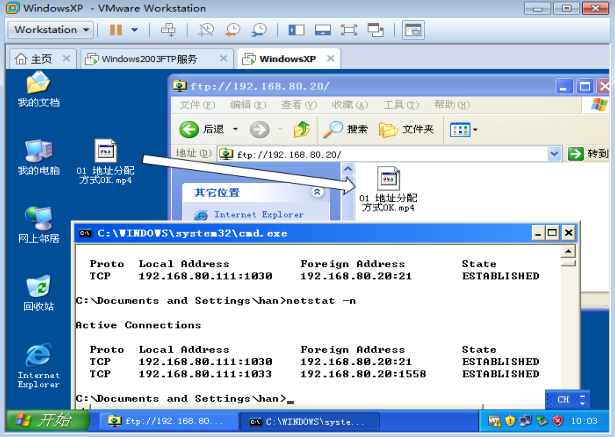 WindowsXP - VMware Workstation
Workstation
主页 Windows2003FTP服务 WindowsXP
我的文档
我的电脑
网上邻居
回收站
Internet
Explorer
01 地址分配
方式OK.mp4
ftp://192.168.80.20/
文件(F) 编辑(E) 查看(V) 收藏(A) 工具(T) 帮助(H)
后退 搜索 文件夹
地址(D) ftp://192.168.80.20/ 转到
其它位置
Internet Explorer
01 地址分配
方式OK.mp4
C:\WINDOWS\system32\cmd.exe
Proto Local Address Foreign Address State
TCP 192.168.80.111:1030 192.168.80.20:21 ESTABLISHED
C:\Documents and Settings\han>netstat -n
Active Connections
Proto Local Address Foreign Address State
TCP 192.168.80.111:1030 192.168.80.20:21 ESTABLISHED
TCP 192.168.80.111:1033 192.168.80.20:1558 ESTABLISHED
C:\Documents and Settings\han>_
CH
开始 ftp://192.168.80... C:\WINDOWS\syste... 10:03